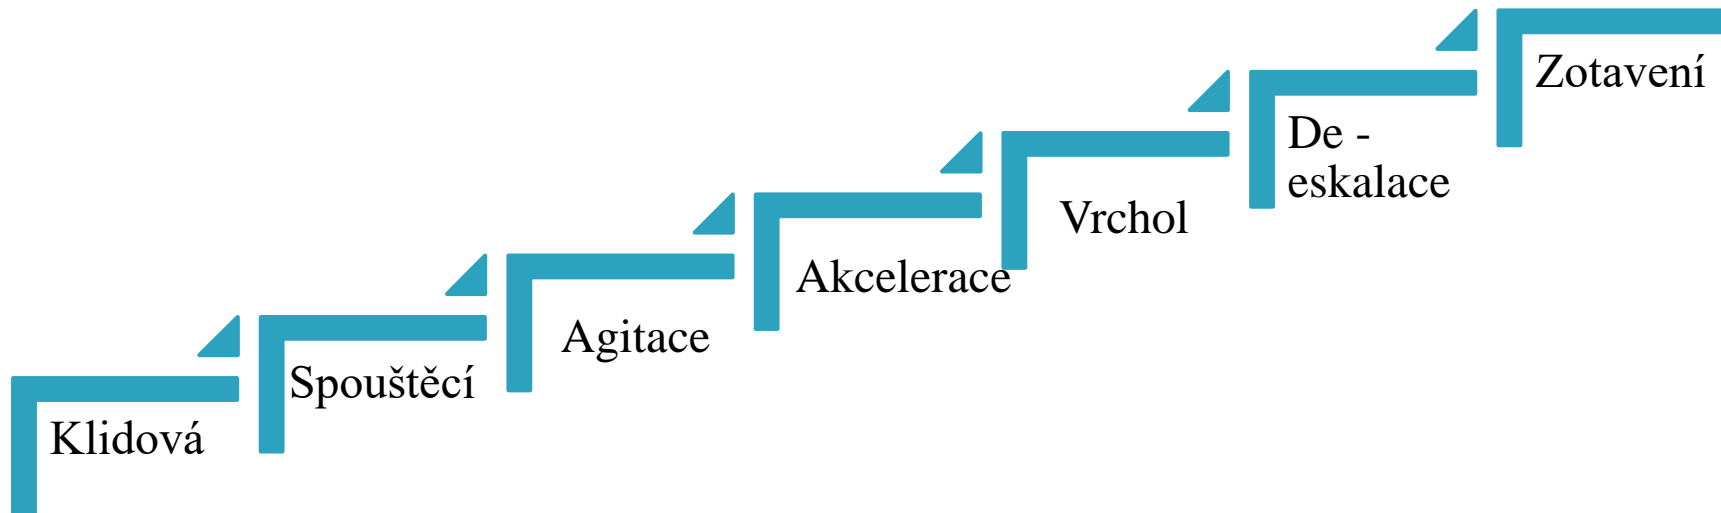 Klidová
Spouštěcí
Agitace
Akcelerace
Vrchol
De -
eskalace
Zotavení